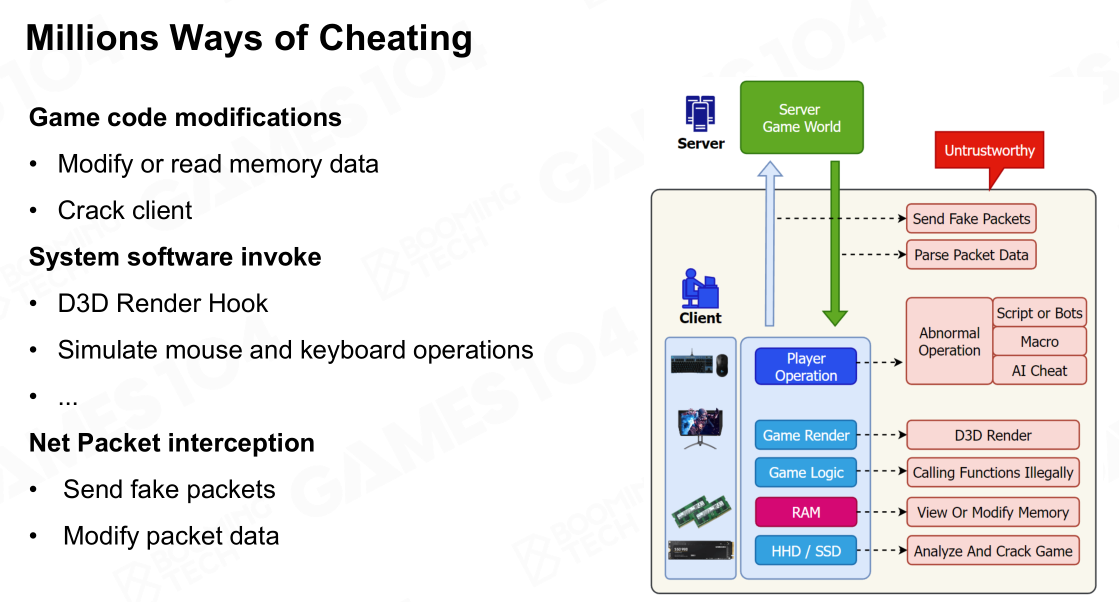 Millions Ways of Cheating
Game code modifications
• Modify or read memory data
• Crack client
System software invoke
• D3D Render Hook
• Simulate mouse and keyboard operations
• ...
Net Packet interception
• Send fake packets
• Modify packet data
Server
Server
Game World
Untrustworthy
Send Fake Packets
Parse Packet Data
Client
Player
Operation
Abnormal
Operation
Script or Bots
Macro
AI Cheat
Game Render
D3D Render
Game Logic
Calling Functions Illegally
RAM
View Or Modify Memory
HHD / SSD
Analyze And Crack Game
GAMES104
BOOMING
TECH